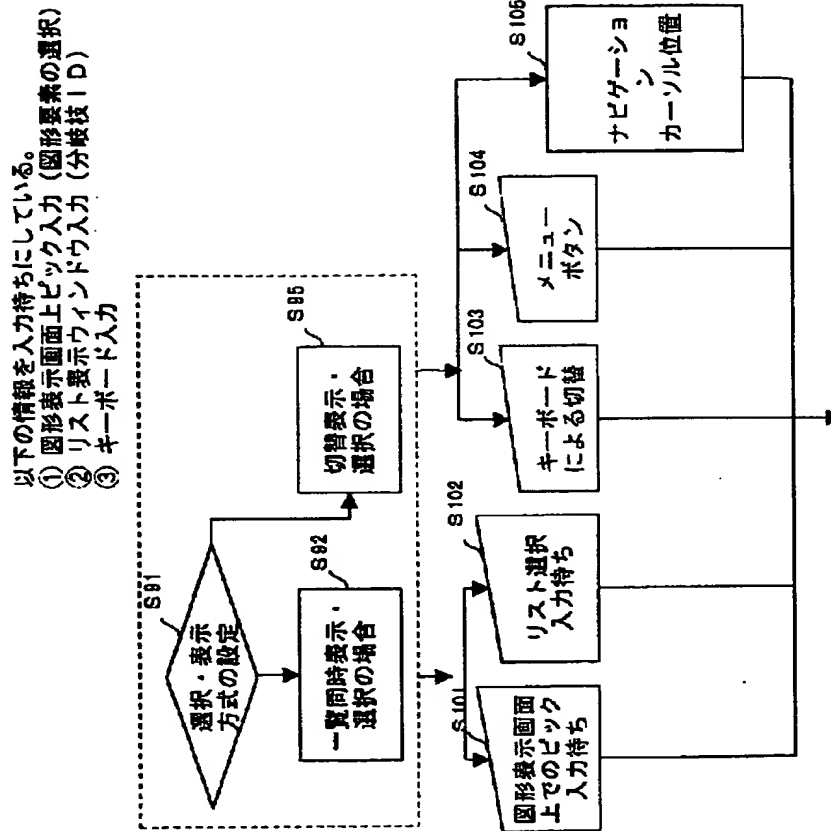 以下の情報を入力待ちにしている。
① 図形表示画面上ピック入力 (図形要素の選択)
② リスト表示ウィンドウ入力 (分岐枝ＩＤ)
③ キーボード入力
S91
選択・表示
方式の設定
S92
一覧同時表示・
選択の場合
S95
切替表示・
選択の場合
S101
図形表示画面
上でのピック
入力待ち
S102
リスト選択
入力待ち
S103
キーボード
による切替
S104
メニュー
ボタン
S105
ナビゲーショ
ン
カーソル位置